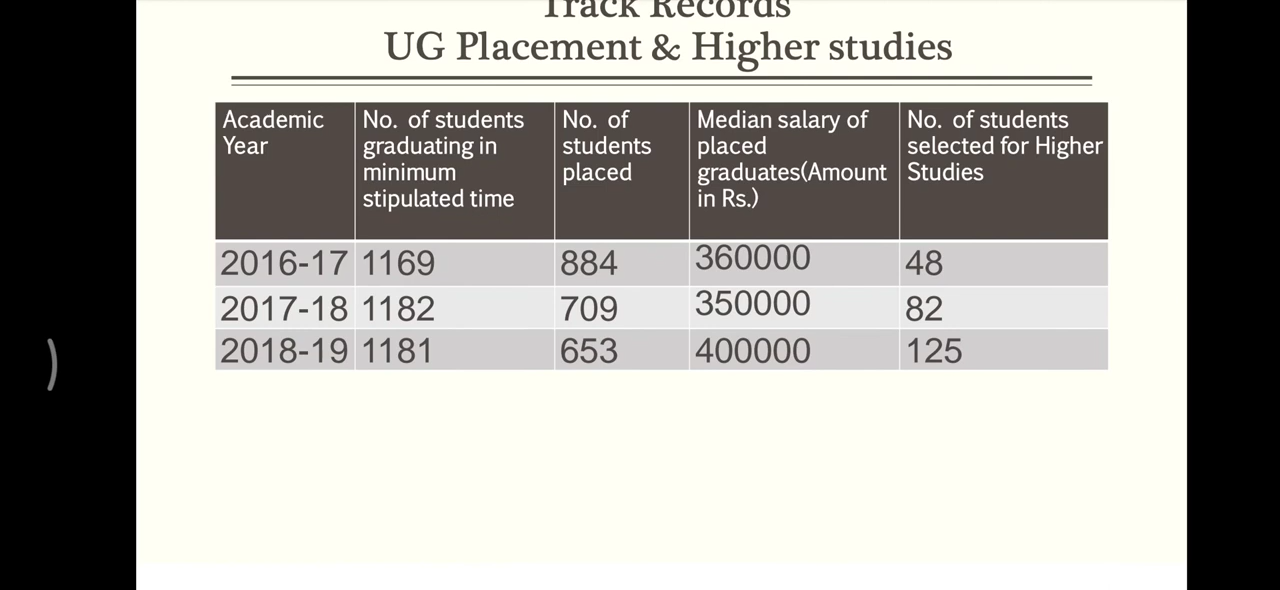 Track Records
UG Placement & Higher studies
Academic Year
No. of students graduating in minimum stipulated time
No. of students placed
Median salary of placed graduates(Amount in Rs.)
No. of students selected for Higher Studies
2016-17 1169 884 360000 48
2017-18 1182 709 350000 82
2018-19 1181 653 400000 125